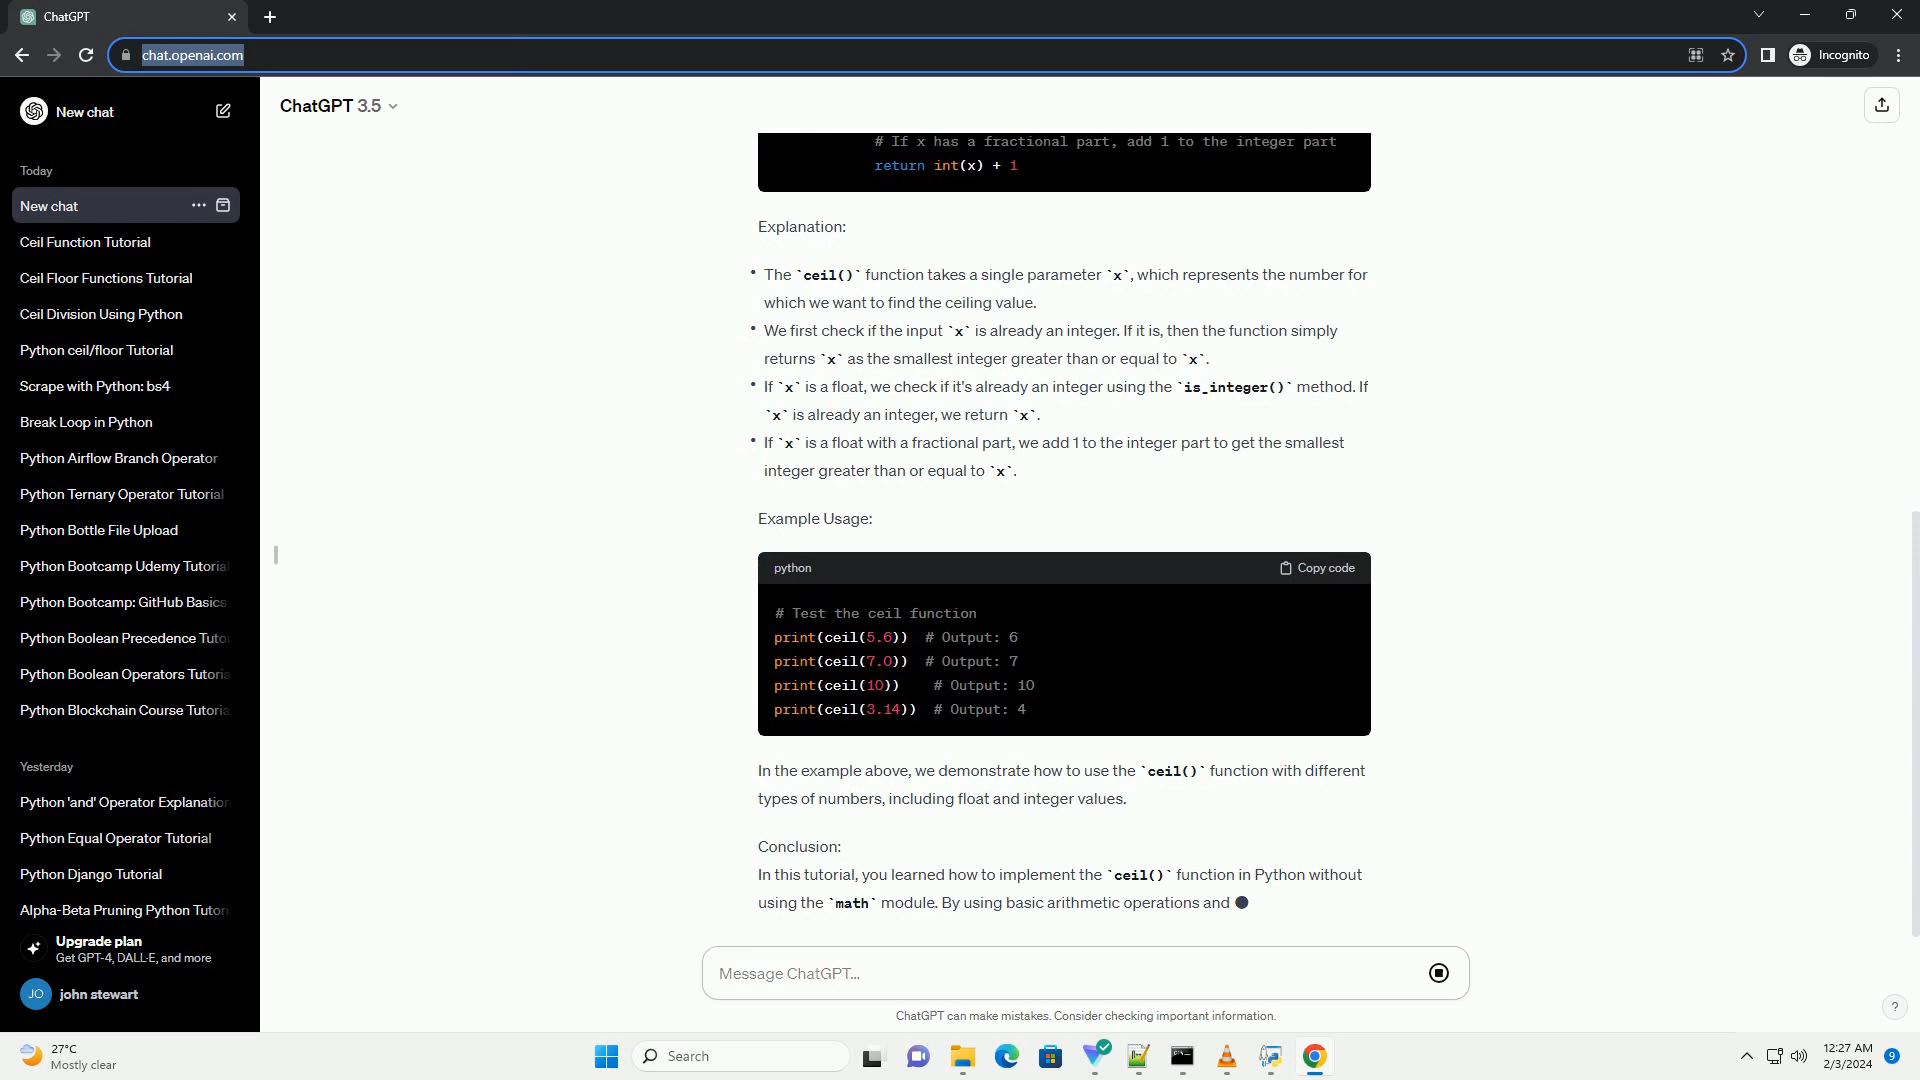 ChatGPT
chat.openai.com
Incognito
New chat
Today
New chat
Ceil Function Tutorial
Ceil Floor Functions Tutorial
Ceil Division Using Python
Python ceil/floor Tutorial
Scrape with Python: bs4
Break Loop in Python
Python Airflow Branch Operator
Python Ternary Operator Tutorial
Python Bottle File Upload
Python Bootcamp Udemy Tutorial
Python Bootcamp: GitHub Basics
Python Boolean Precedence Tuto
Python Boolean Operators Tutoria
Python Blockchain Course Tutoria
Yesterday
Python 'and' Operator Explanation
Python Equal Operator Tutorial
Python Django Tutorial
Alpha-Beta Pruning Python Tutori
Upgrade plan
Get GPT-4, DALL·E, and more
JO john stewart
ChatGPT 3.5
# If x has a fractional part, add 1 to the integer part
return int(x) + 1
Explanation:
• The `ceil()` function takes a single parameter `x`, which represents the number for
which we want to find the ceiling value.
• We first check if the input `x` is already an integer. If it is, then the function simply
returns `x` as the smallest integer greater than or equal to `x`.
• If `x` is a float, we check if it's already an integer using the `is_integer()` method. If
`x` is already an integer, we return `x`.
• If `x` is a float with a fractional part, we add 1 to the integer part to get the smallest
integer greater than or equal to `x`.
Example Usage:
python Copy code
# Test the ceil function
print(ceil(5.6))  # Output: 6
print(ceil(7.0))  # Output: 7
print(ceil(10))    # Output: 10
print(ceil(3.14))  # Output: 4
In the example above, we demonstrate how to use the `ceil()` function with different
types of numbers, including float and integer values.
Conclusion:
In this tutorial, you learned how to implement the `ceil()` function in Python without
using the `math` module. By using basic arithmetic operations and
Message ChatGPT...
ChatGPT can make mistakes. Consider checking important information.
?
27°C
Mostly clear
Search
12:27 AM
2/3/2024
9